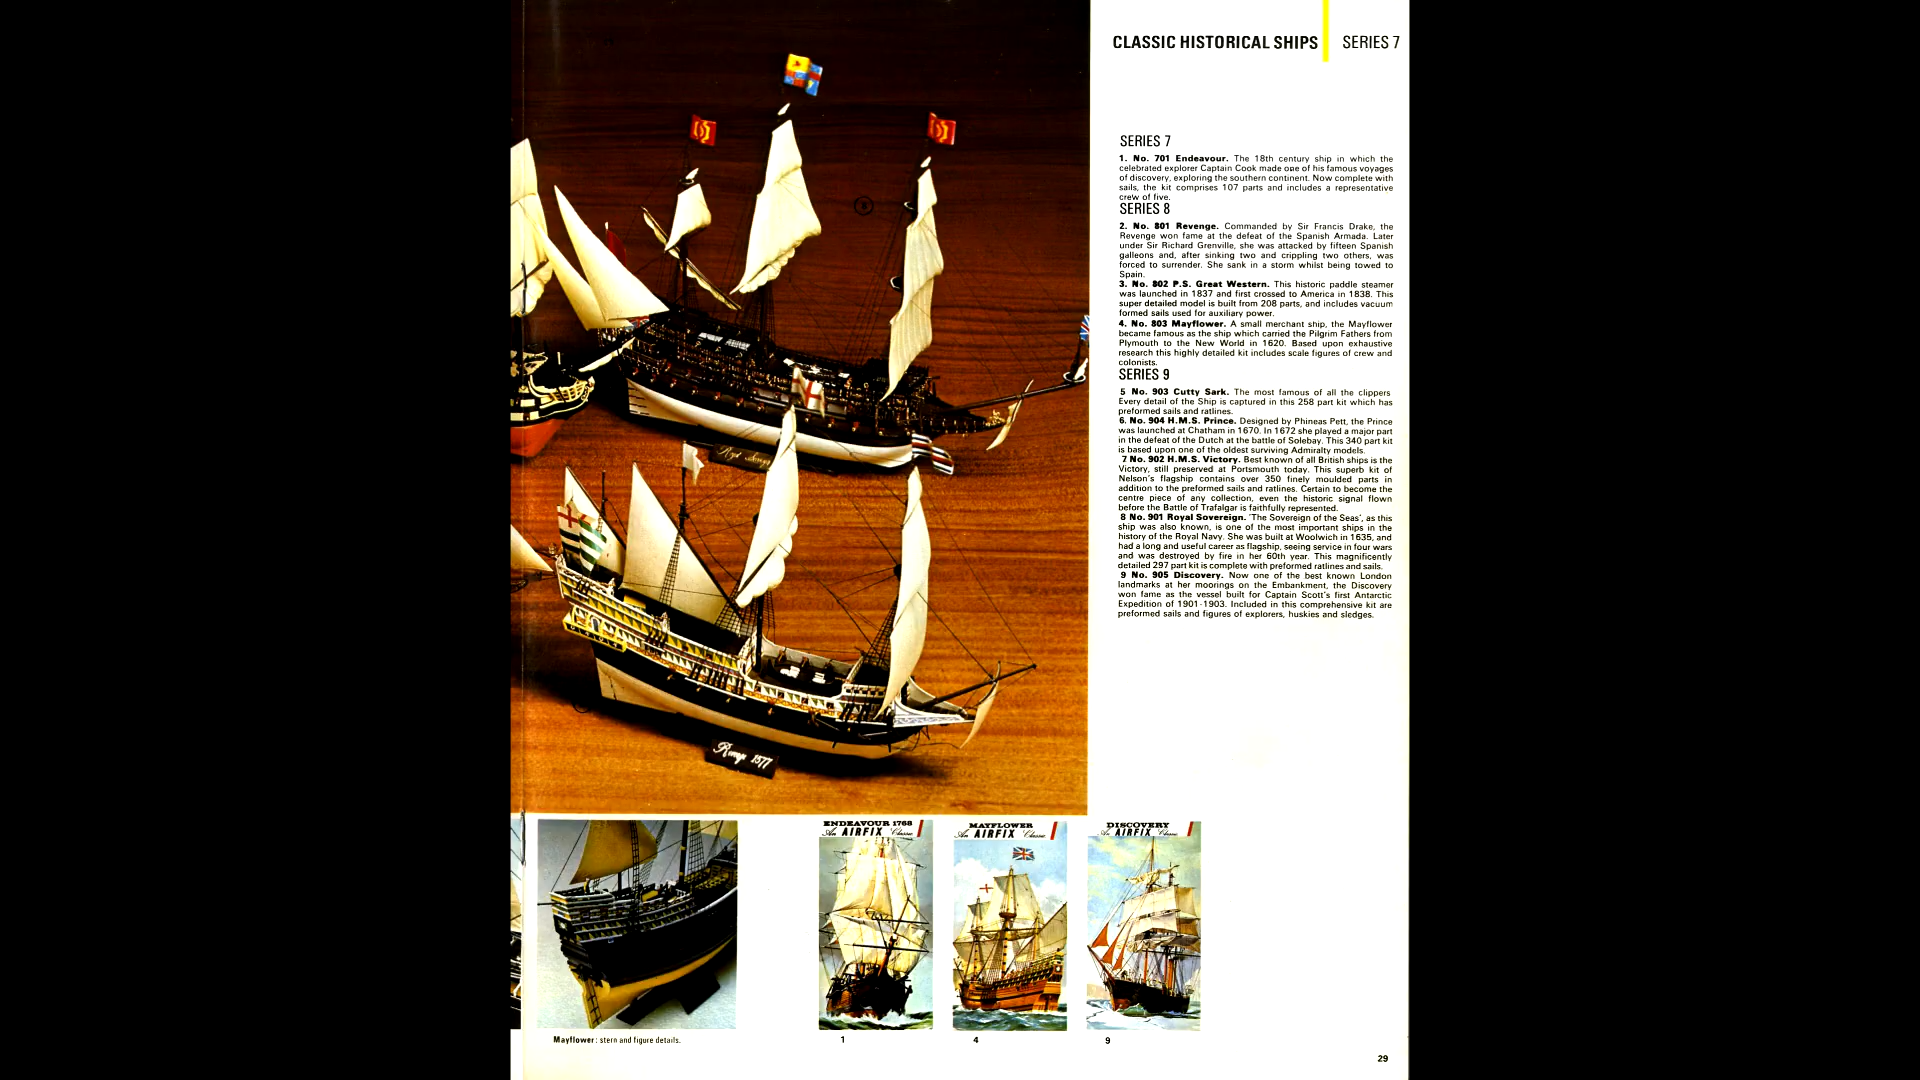 CLASSIC HISTORICAL SHIPS SERIES 7
SERIES 7
1. No. 701 Endeavour. The 18th century ship in which the
celebrated explorer Captain Cook made one of his famous voyages
of discovery, exploring the southern continent. Now complete with
sails, the kit comprises 107 parts and includes a representative
crew of five.
SERIES 8
2. No. 801 Revenge. Commanded by Sir Francis Drake, the
Revenge won fame at the defeat of the Spanish Armada. Later
under Sir Richard Grenville, she was attacked by fifteen Spanish
galleons and, after sinking two and crippling two others, was
forced to surrender. She sank in a storm whilst being towed to
Spain.
3. No. 802 P.S. Great Western. This historic paddle steamer
was launched in 1837 and first crossed to America in 1838. This
super detailed model is built from 208 parts, and includes vacuum
formed sails used for auxiliary power.
4. No. 803 Mayflower. A small merchant ship, the Mayflower
became famous as the ship which carried the Pilgrim Fathers from
Plymouth to the New World in 1620. Based upon exhaustive
research this highly detailed kit includes scale figures of crew and
colonists.
SERIES 9
5 No. 903 Cutty Sark. The most famous of all the clippers
Every detail of the Ship is captured in this 258 part kit which has
preformed sails and ratlines.
6. No. 904 H.M.S. Prince. Designed by Phineas Pett, the Prince
was launched at Chatham in 1670. In 1672 she played a major part
in the defeat of the Dutch at the battle of Solebay. This 340 part kit
is based upon one of the oldest surviving Admiralty models.
7 No. 902 H.M.S. Victory. Best known of all British ships is the
Victory, still preserved at Portsmouth today. This superb kit of
Nelson's flagship contains over 350 finely moulded parts in
addition to the preformed sails and ratlines. Certain to become the
centre piece of any collection, even the historic signal flown
before the Battle of Trafalgar is faithfully represented.
8 No. 901 Royal Sovereign. 'The Sovereign of the Seas', as this
ship was also known, is one of the most important ships in the
history of the Royal Navy. She was built at Woolwich in 1635, and
had a long and useful career as flagship, seeing service in four wars
and was destroyed by fire in her 60th year. This magnificently
detailed 297 part kit is complete with preformed ratlines and sails.
9 No. 905 Discovery. Now one of the best known London
landmarks at her moorings on the Embankment, the Discovery
won fame as the vessel built for Captain Scott's first Antarctic
Expedition of 1901-1903. Included in this comprehensive kit are
preformed sails and figures of explorers, huskies and sledges.
8
Revenge 1577
ENDEAVOUR 1768
An AIRFIX Classic
MAYFLOWER
An AIRFIX Classic
DISCOVERY
An AIRFIX Classic
Mayflower: stern and figure details.
1
4
9
29